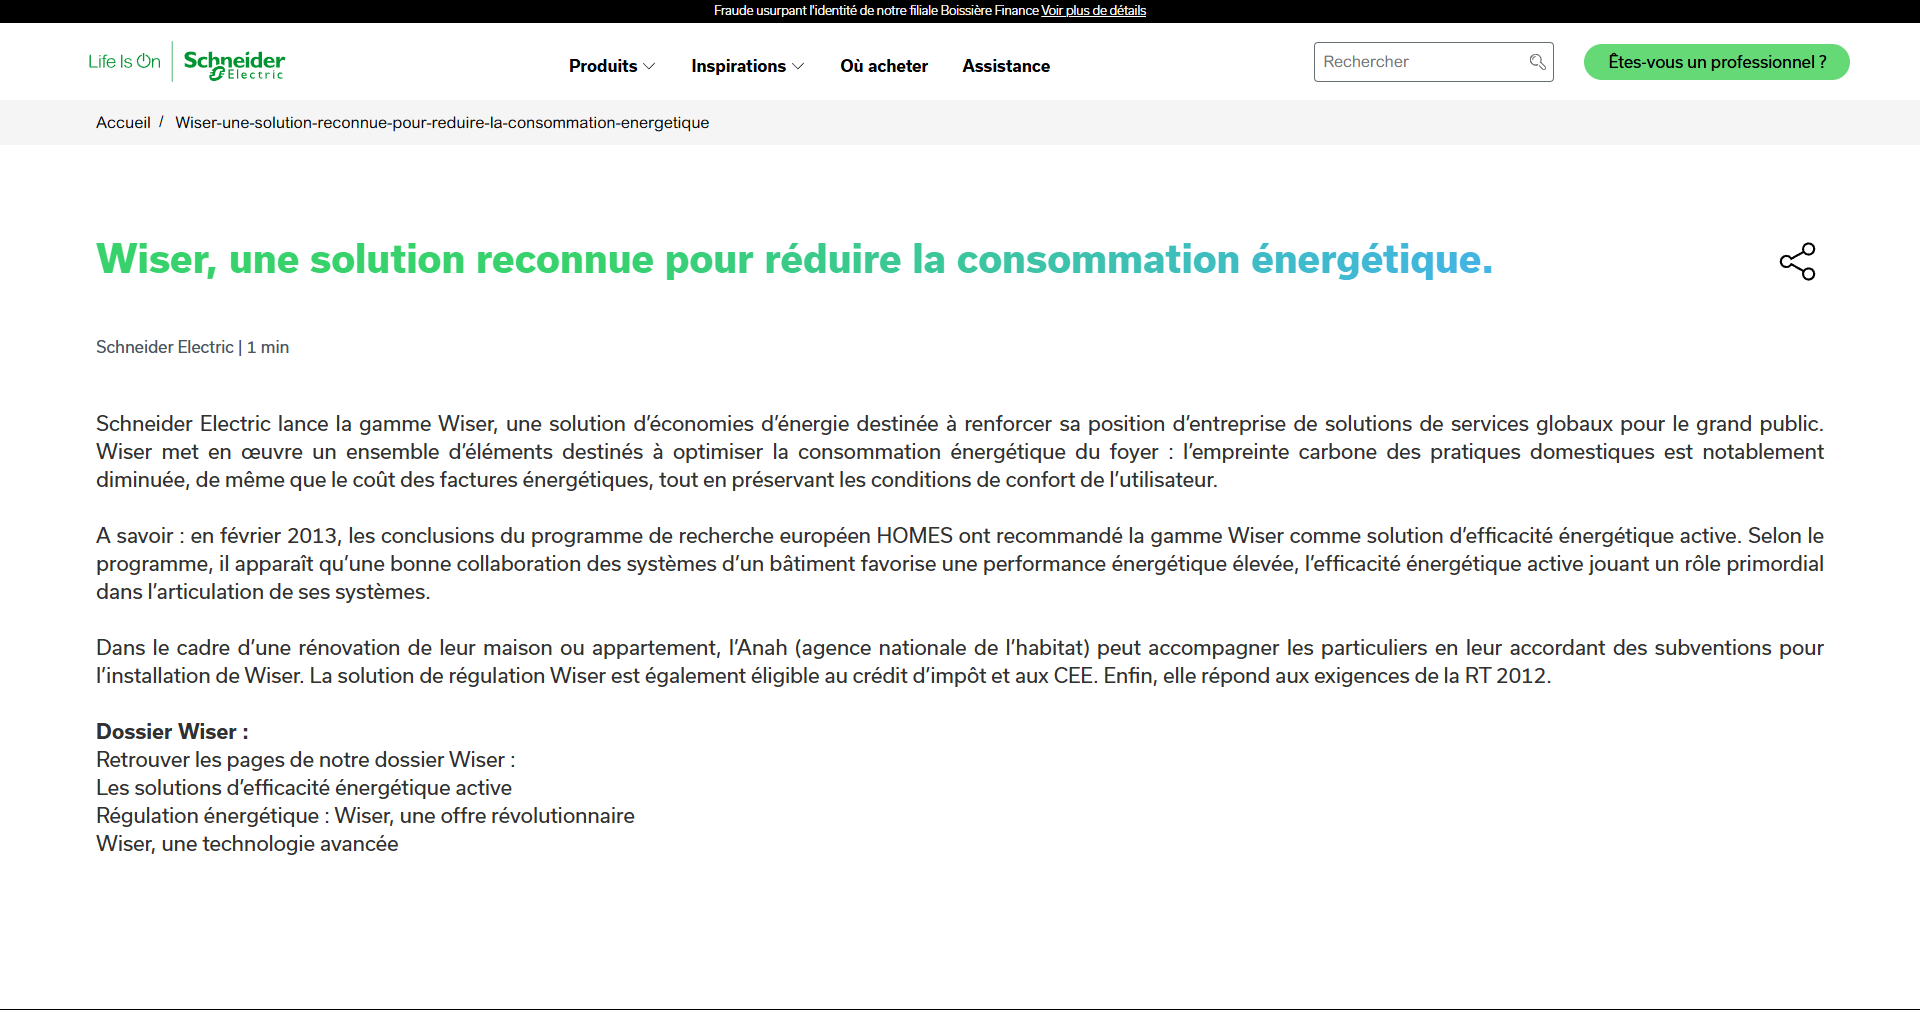 Fraude usurpant l'identité de notre filiale Boissière Finance Voir plus de détails
Life Is On | Schneider Electric
Produits
Inspirations
Où acheter
Assistance
Rechercher
Êtes-vous un professionnel ?
Accueil / Wiser-une-solution-reconnue-pour-reduire-la-consommation-energetique
Wiser, une solution reconnue pour réduire la consommation énergétique.
Schneider Electric | 1 min
Schneider Electric lance la gamme Wiser, une solution d’économies d’énergie destinée à renforcer sa position d’entreprise de solutions de services globaux pour le grand public.
Wiser met en œuvre un ensemble d’éléments destinés à optimiser la consommation énergétique du foyer : l’empreinte carbone des pratiques domestiques est notablement
diminuée, de même que le coût des factures énergétiques, tout en préservant les conditions de confort de l’utilisateur.
A savoir : en février 2013, les conclusions du programme de recherche européen HOMES ont recommandé la gamme Wiser comme solution d’efficacité énergétique active. Selon le
programme, il apparaît qu’une bonne collaboration des systèmes d’un bâtiment favorise une performance énergétique élevée, l’efficacité énergétique active jouant un rôle primordial
dans l’articulation de ses systèmes.
Dans le cadre d’une rénovation de leur maison ou appartement, l’Anah (agence nationale de l’habitat) peut accompagner les particuliers en leur accordant des subventions pour
l’installation de Wiser. La solution de régulation Wiser est également éligible au crédit d’impôt et aux CEE. Enfin, elle répond aux exigences de la RT 2012.
Dossier Wiser :
Retrouver les pages de notre dossier Wiser :
Les solutions d’efficacité énergétique active
Régulation énergétique : Wiser, une offre révolutionnaire
Wiser, une technologie avancée